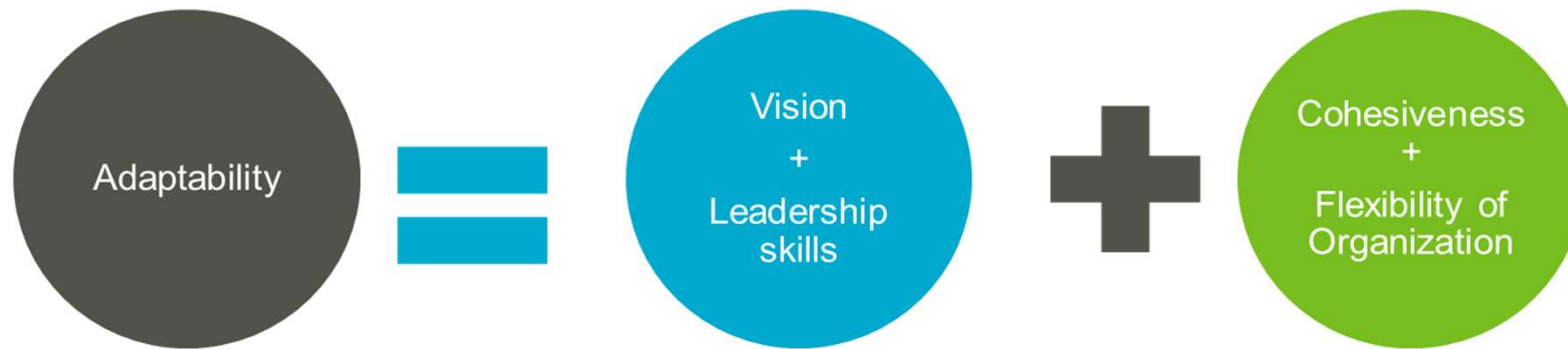 Adaptability
Vision
+
Leadership
skills
Cohesiveness
+
Flexibility of
Organization